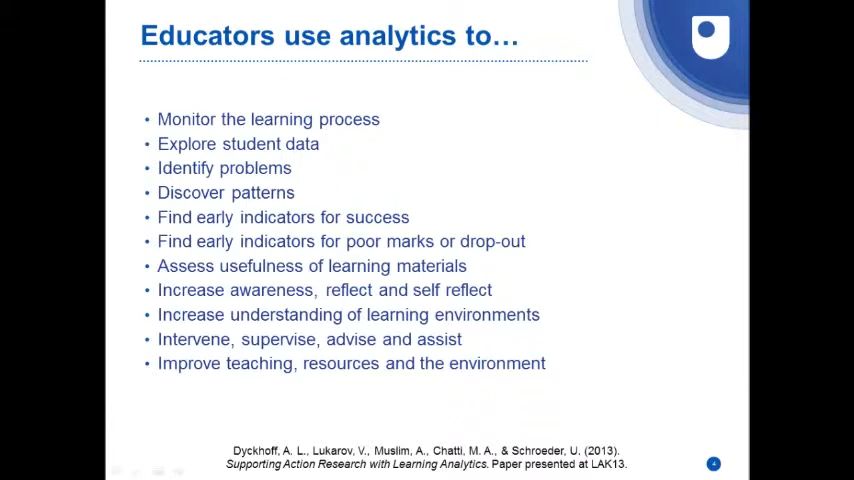 Educators use analytics to…
• Monitor the learning process
• Explore student data
• Identify problems
• Discover patterns
• Find early indicators for success
• Find early indicators for poor marks or drop-out
• Assess usefulness of learning materials
• Increase awareness, reflect and self reflect
• Increase understanding of learning environments
• Intervene, supervise, advise and assist
• Improve teaching, resources and the environment
Dyckhoff, A. L., Lukarov, V., Muslim, A., Chatti, M. A., & Schroeder, U. (2013).
Supporting Action Research with Learning Analytics. Paper presented at LAK13.
4